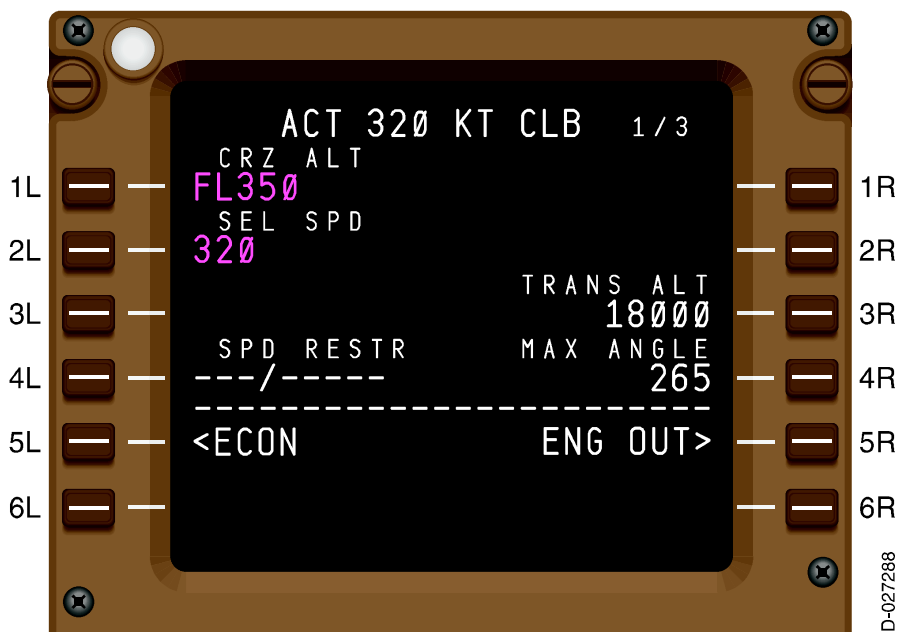 ACT 320 KT CLB 1/3
CRZ ALT
1L FL350 1R
SEL SPD
2L 320 2R
TRANS ALT
3L 18000 3R
SPD RESTR MAX ANGLE
4L ---/----- 265 4R
------------------------
5L <ECON ENG OUT> 5R
6L 6R
D-027288